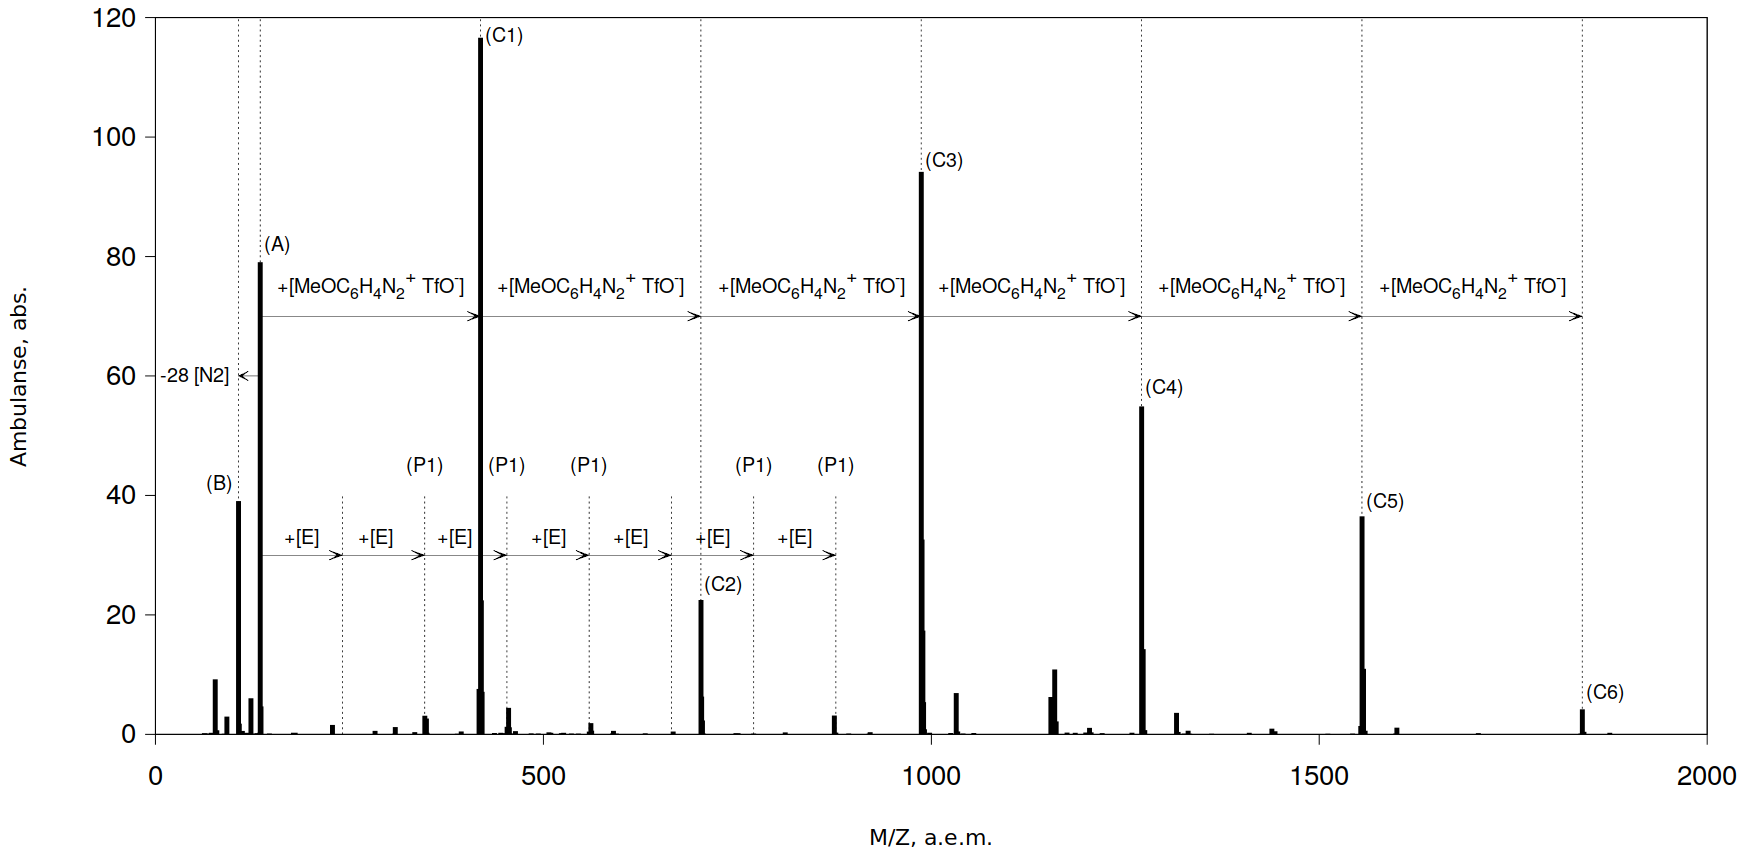 120
(C1)
(C3)
100
(A)
80
+[MeOC6H4N2+ TfO-] +[MeOC6H4N2+ TfO-] +[MeOC6H4N2+ TfO-] +[MeOC6H4N2+ TfO-] +[MeOC6H4N2+ TfO-] +[MeOC6H4N2+ TfO-]
Ambulanse, abs.
60
-28 [N2]
(C4)
(P1) (P1) (P1) (P1) (P1)
(B)
40
(C5)
+[E] +[E] +[E] +[E] +[E] +[E] +[E]
(C2)
20
(C6)
0
0 500 1000 1500 2000
M/Z, a.e.m.